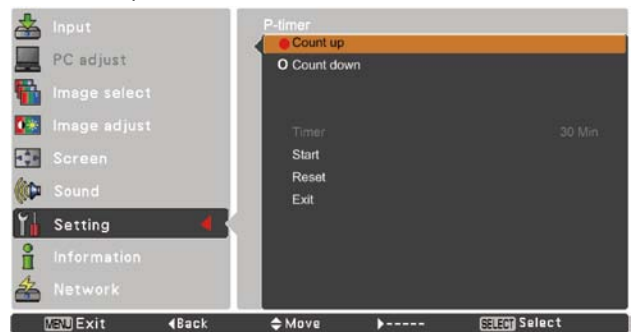 Input
PC adjust
Image select
Image adjust
Screen
Sound
Setting
Information
Network
P-timer
Count up
Count down
Timer 30 Min
Start
Reset
Exit
MENU Exit Back Move ----- SELECT Select